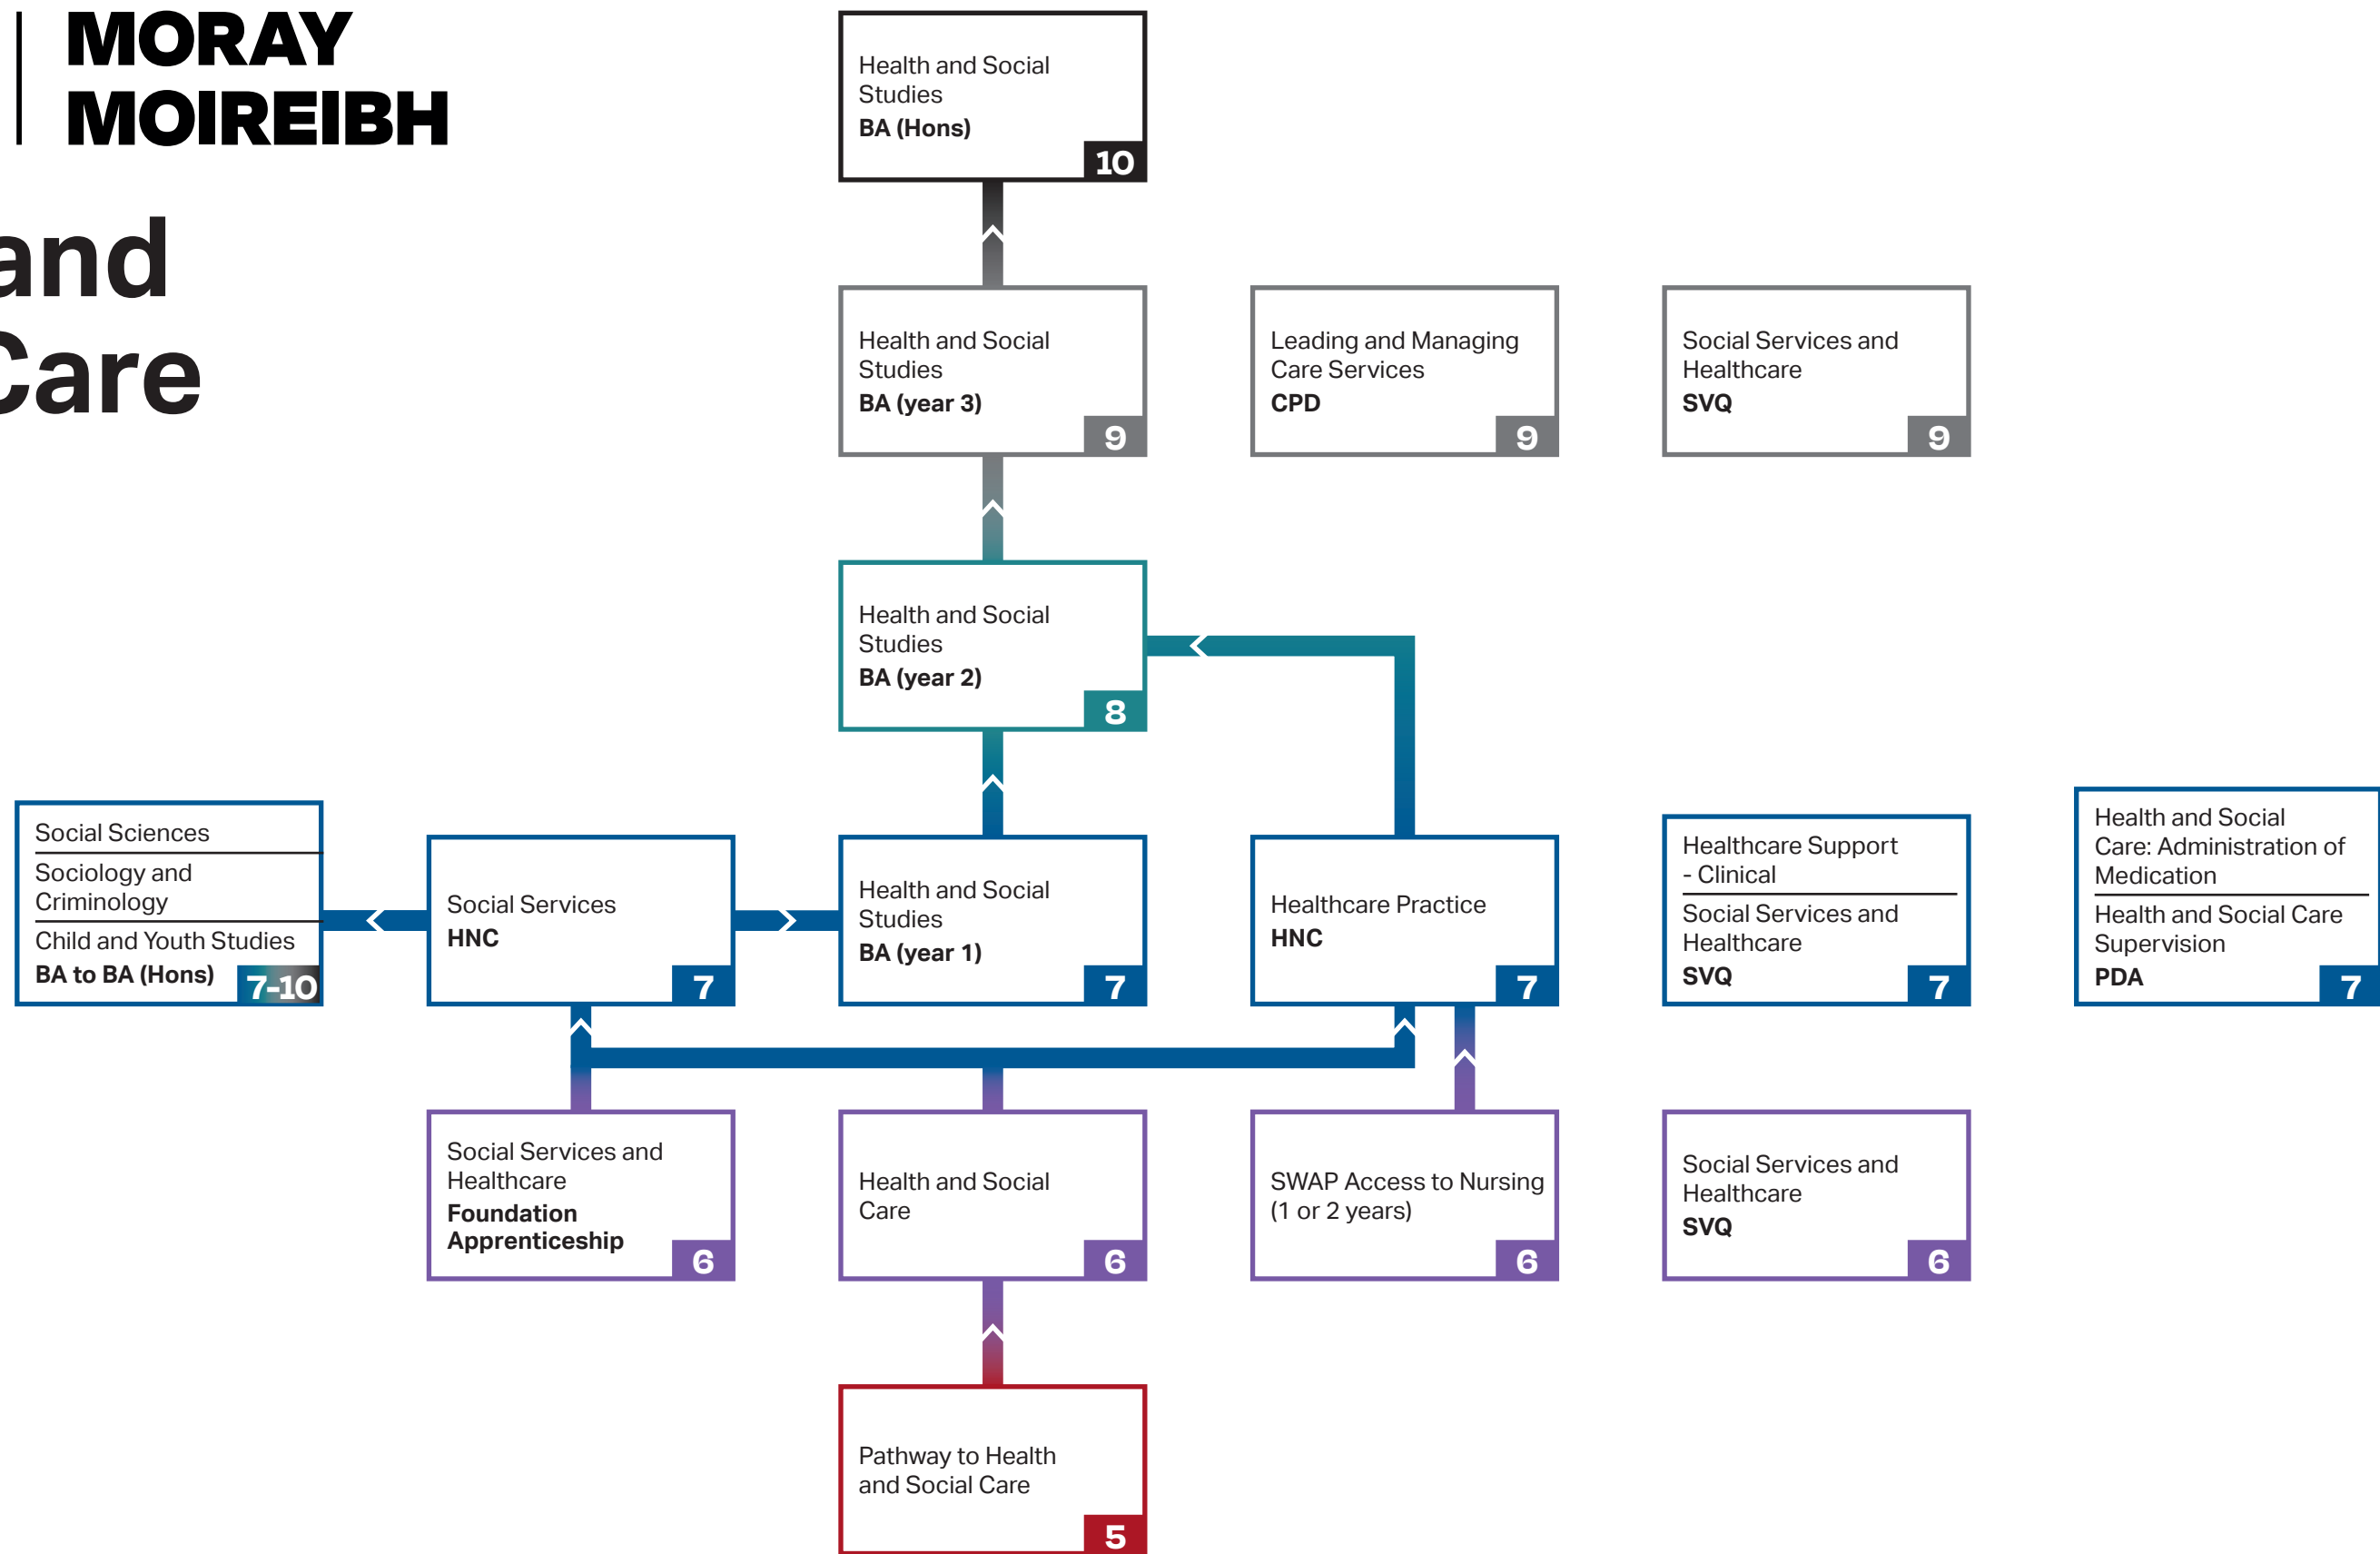 MORAY
MOIREIBH
and
Care
Health and Social
Studies
BA (Hons)
10
Health and Social
Studies
BA (year 3)
9
Leading and Managing
Care Services
CPD
9
Social Services and
Healthcare
SVQ
9
Health and Social
Studies
BA (year 2)
8
Social Sciences
Sociology and
Criminology
Child and Youth Studies
BA to BA (Hons)
7-10
Social Services
HNC
7
Health and Social
Studies
BA (year 1)
7
Healthcare Practice
HNC
7
Healthcare Support
- Clinical
Social Services and
Healthcare
SVQ
7
Health and Social
Care: Administration of
Medication
Health and Social Care
Supervision
PDA
7
Social Services and
Healthcare
Foundation
Apprenticeship
6
Health and Social
Care
6
SWAP Access to Nursing
(1 or 2 years)
6
Social Services and
Healthcare
SVQ
6
Pathway to Health
and Social Care
5